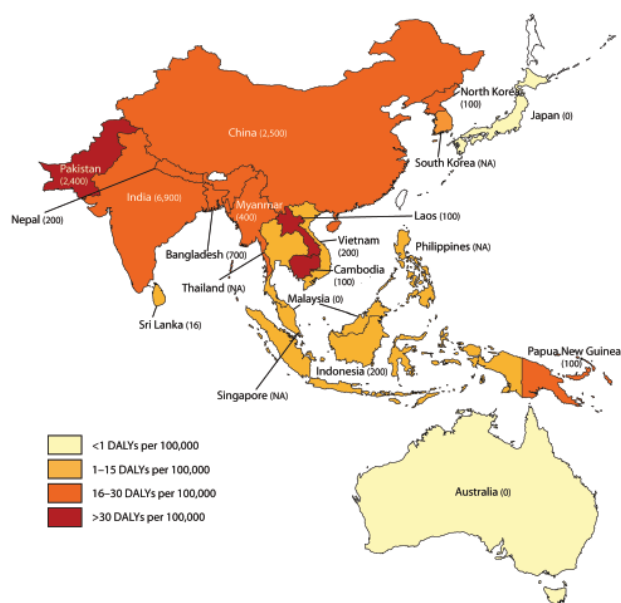 North Korea
(100)
Japan (0)
China (2,500)
South Korea (NA)
Pakistan
(2,400)
India (6,900)
Myanmar
(400)
Nepal (200)
Laos (100)
Bangladesh (700)
Vietnam
(200)
Philippines (NA)
Thailand (NA)
Cambodia
(100)
Malaysia (0)
Sri Lanka (16)
Papua New Guinea
(100)
Indonesia (200)
Singapore (NA)
<1 DALYs per 100,000
1–15 DALYs per 100,000
16–30 DALYs per 100,000
>30 DALYs per 100,000
Australia (0)